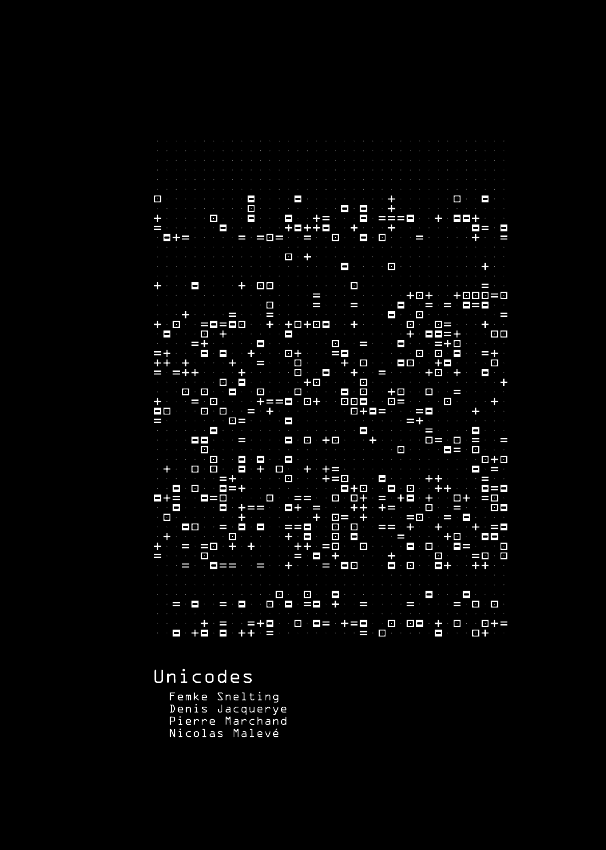 Unicodes
Femke Snelting
Denis Jacquerye
Pierre Marchand
Nicolas Malevé